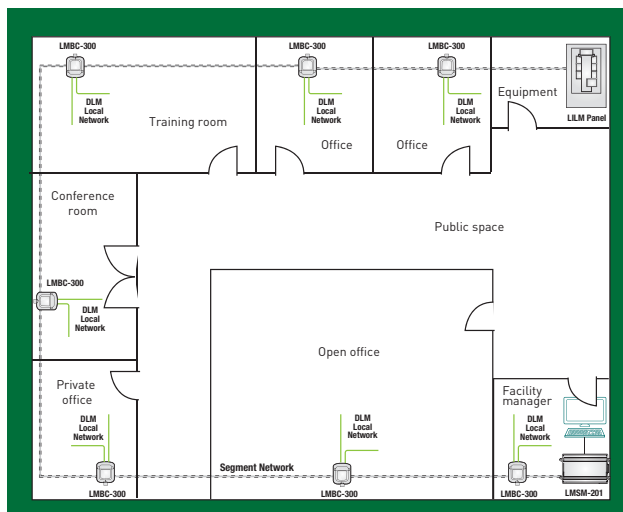 LMBC-300
LMBC-300
LMBC-300
DLM
Local
Network
Training room
DLM
Local
Network
Office
DLM
Local
Network
Office
Equipment
LILM Panel
Conference
room
Public space
LMBC-300
DLM
Local
Network
Open office
Private
office
DLM
Local
Network
LMBC-300
Segment Network
DLM
Local
Network
LMBC-300
Facility
manager
DLM
Local
Network
LMBC-300
LMSM-201